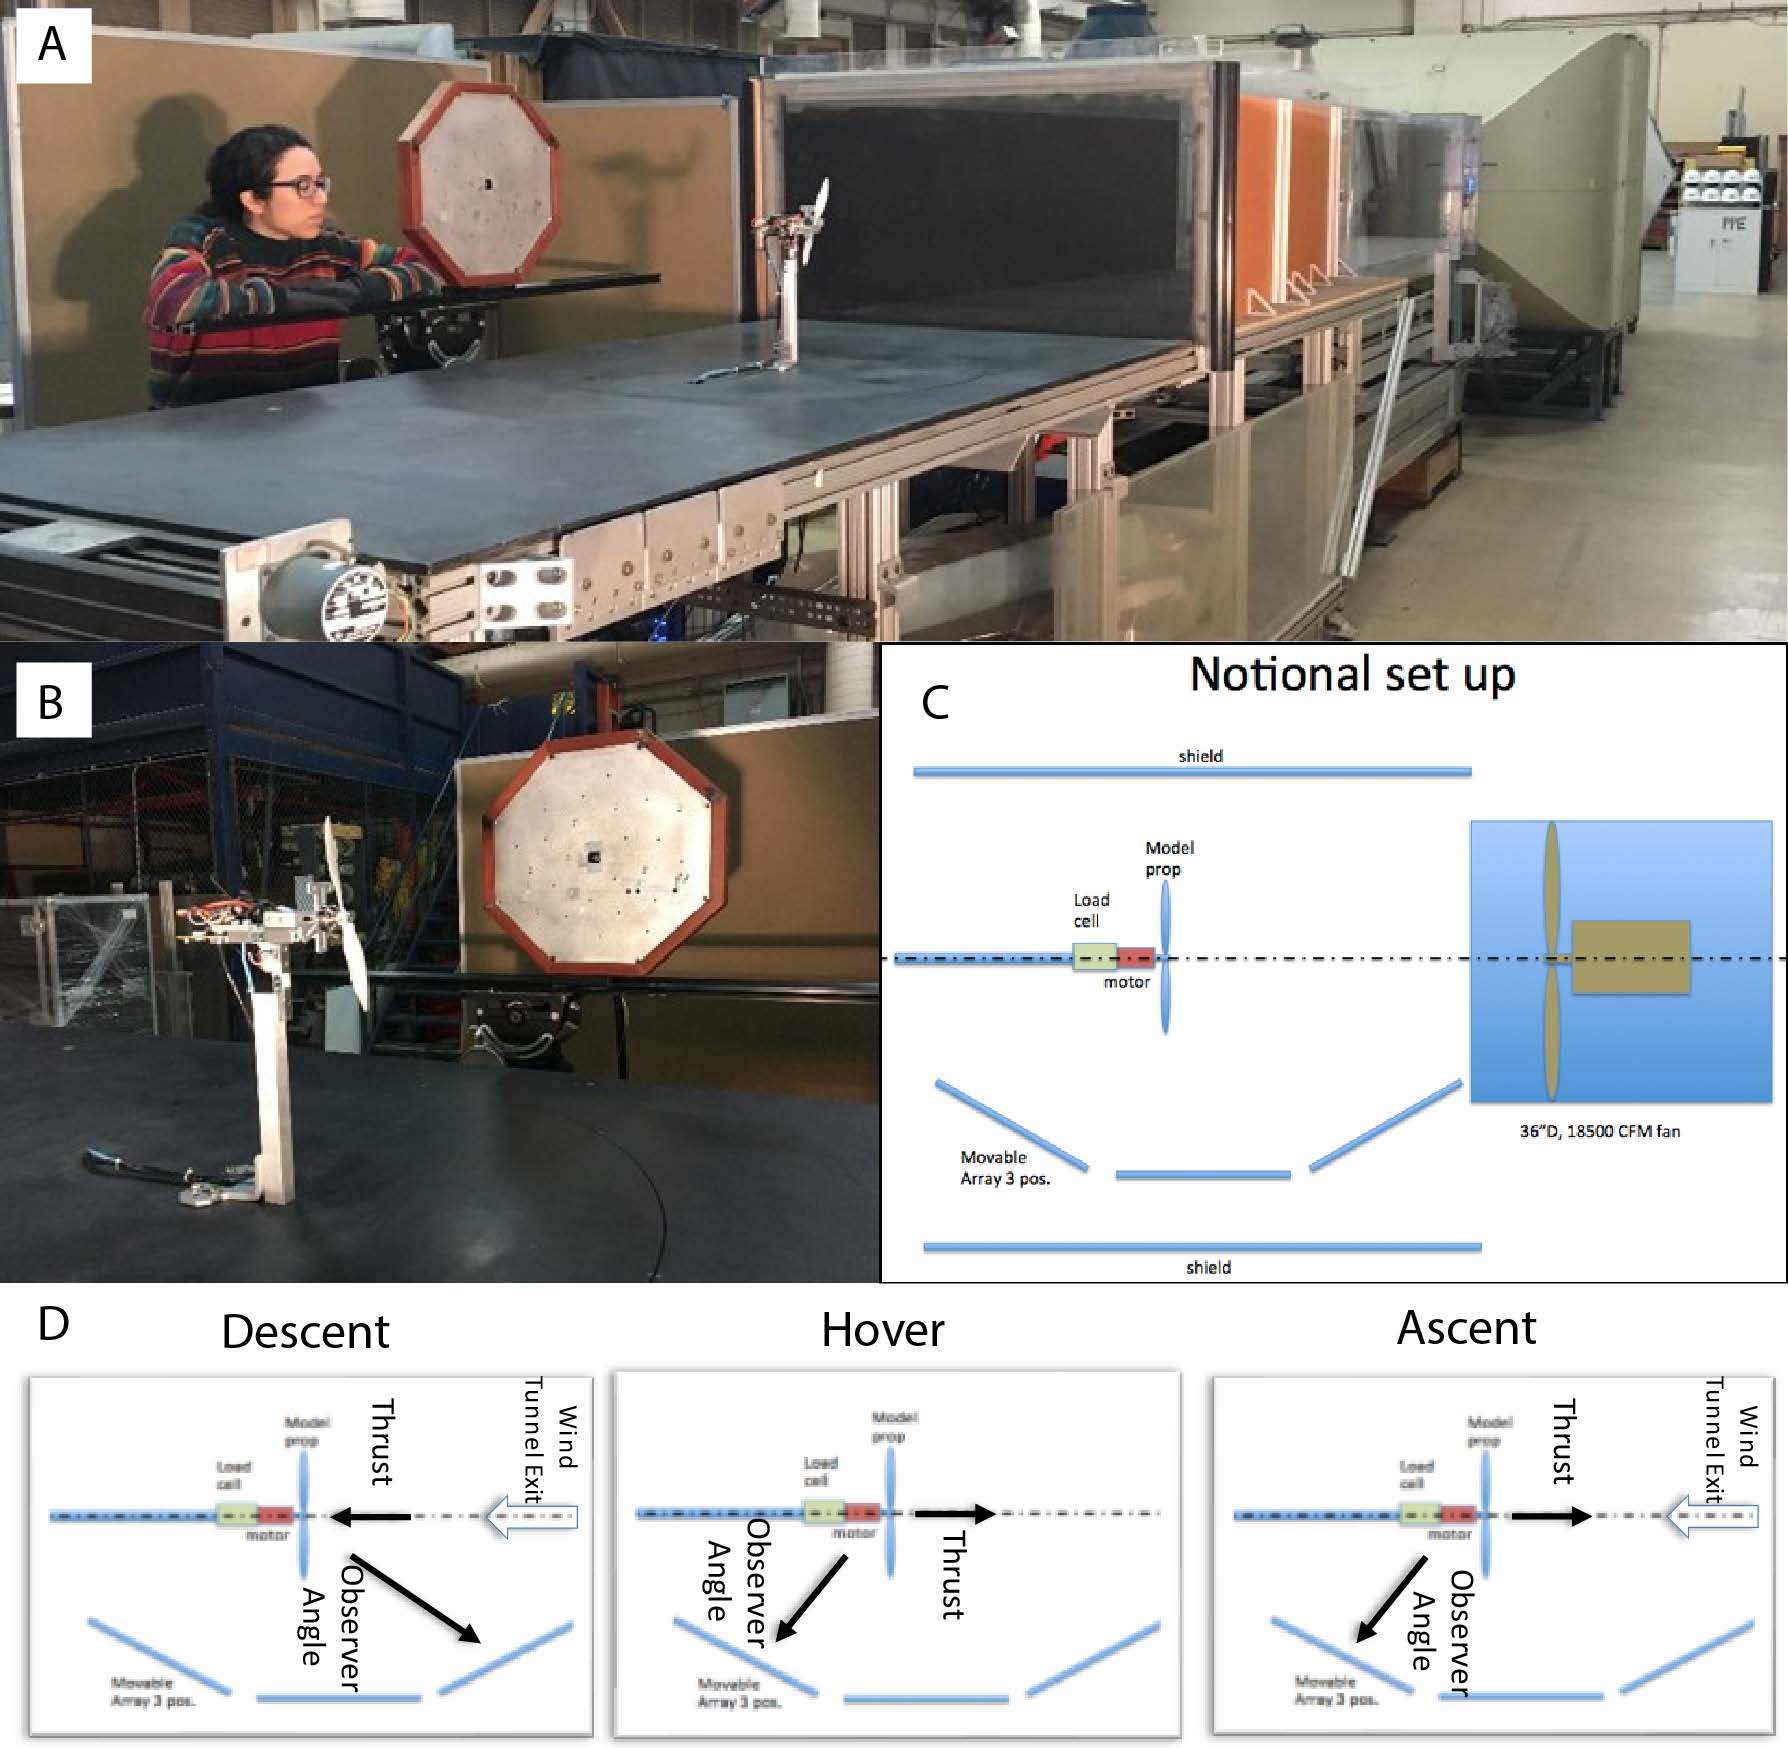 A
PPE
B
C
Notional set up
shield
Model
prop
Load
cell
motor
36"D, 18500 CFM fan
Movable
Array 3 pos.
shield
D
Descent
Hover
Ascent
Model
prop
Load
cell
motor
Thrust
Wind
Tunnel Exit
Observer
Angle
Movable
Array 3 pos.
Model
prop
Load
cell
motor
Thrust
Observer
Angle
Movable
Array 3 pos.
Model
prop
Load
cell
motor
Thrust
Wind
Tunnel Exit
Observer
Angle
Movable
Array 3 pos.